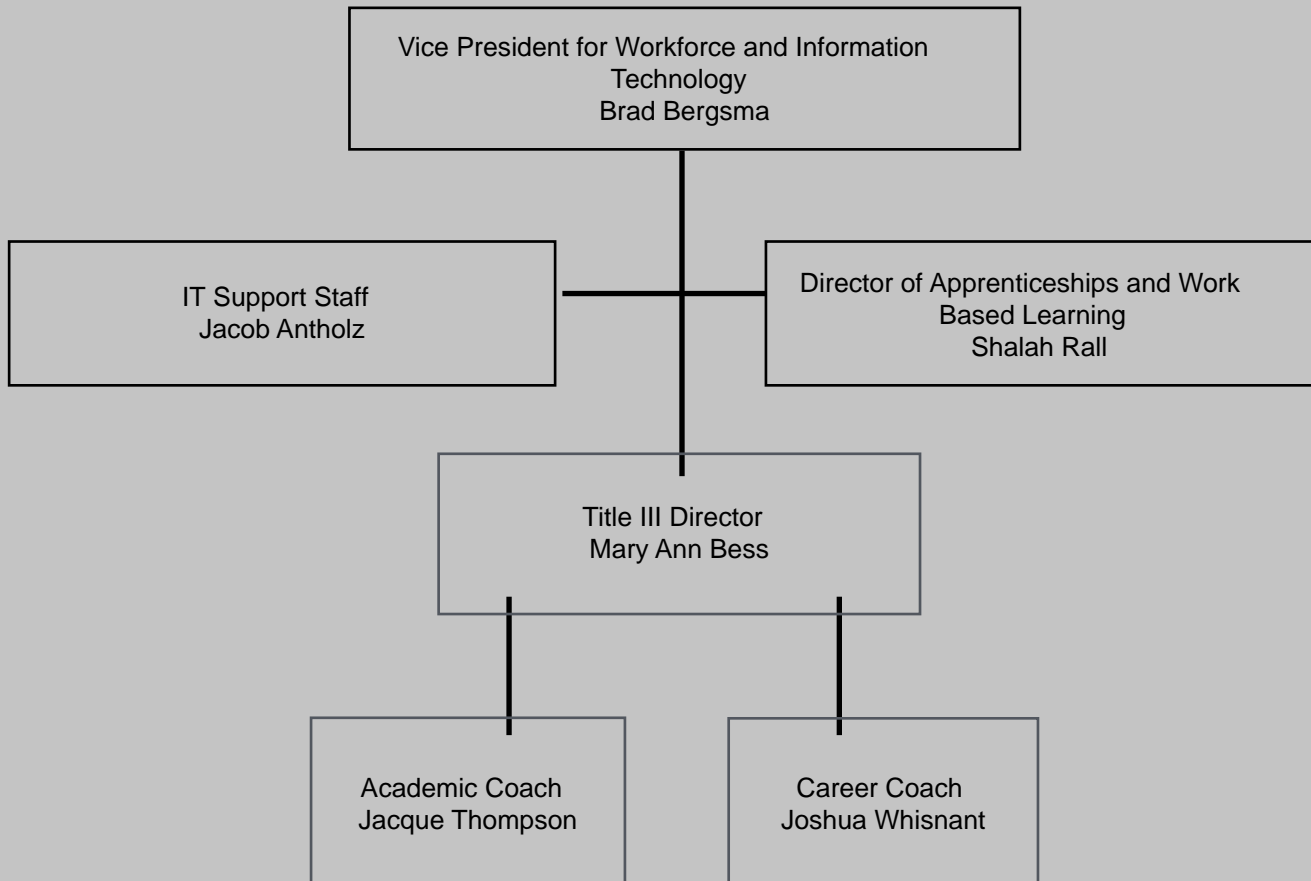 Vice President for Workforce and Information
Technology
Brad Bergsma
IT Support Staff
Jacob Antholz
Director of Apprenticeships and Work
Based Learning
Shalah Rall
Title III Director
Mary Ann Bess
Academic Coach
Jacque Thompson
Career Coach
Joshua Whisnant